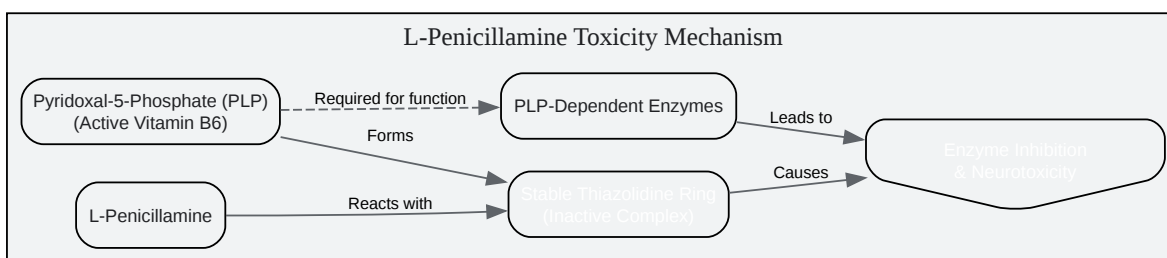 L-Penicillamine Toxicity Mechanism
Pyridoxal-5-Phosphate (PLP)
(Active Vitamin B6)
Required for function
PLP-Dependent Enzymes
Leads to
Forms
Enzyme Inhibition
& Neurotoxicity
Causes
Stable Thiazolidine Ring
(Inactive Complex)
L-Penicillamine
Reacts with